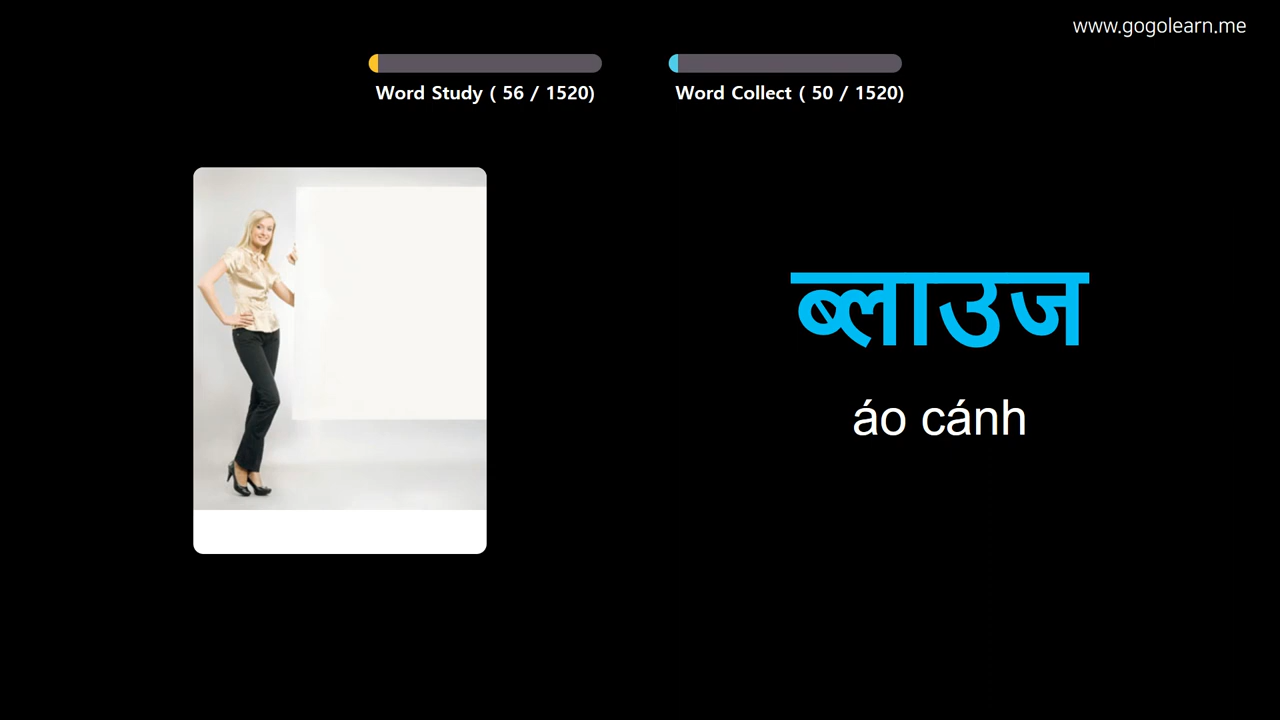 www.gogolearn.me
Word Study ( 56 / 1520)
Word Collect ( 50 / 1520)
ब्लाउज
áo cánh